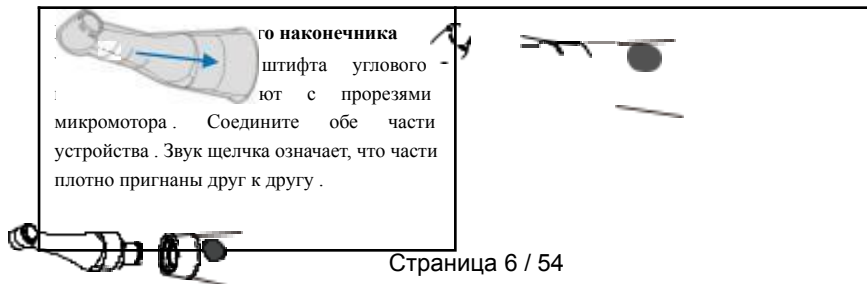 го наконечника
штифта углового
ют с прорезями
микромотора . Соедините обе части
устройства . Звук щелчка означает, что части
плотно пригнаны друг к другу .
Страница 6 / 54